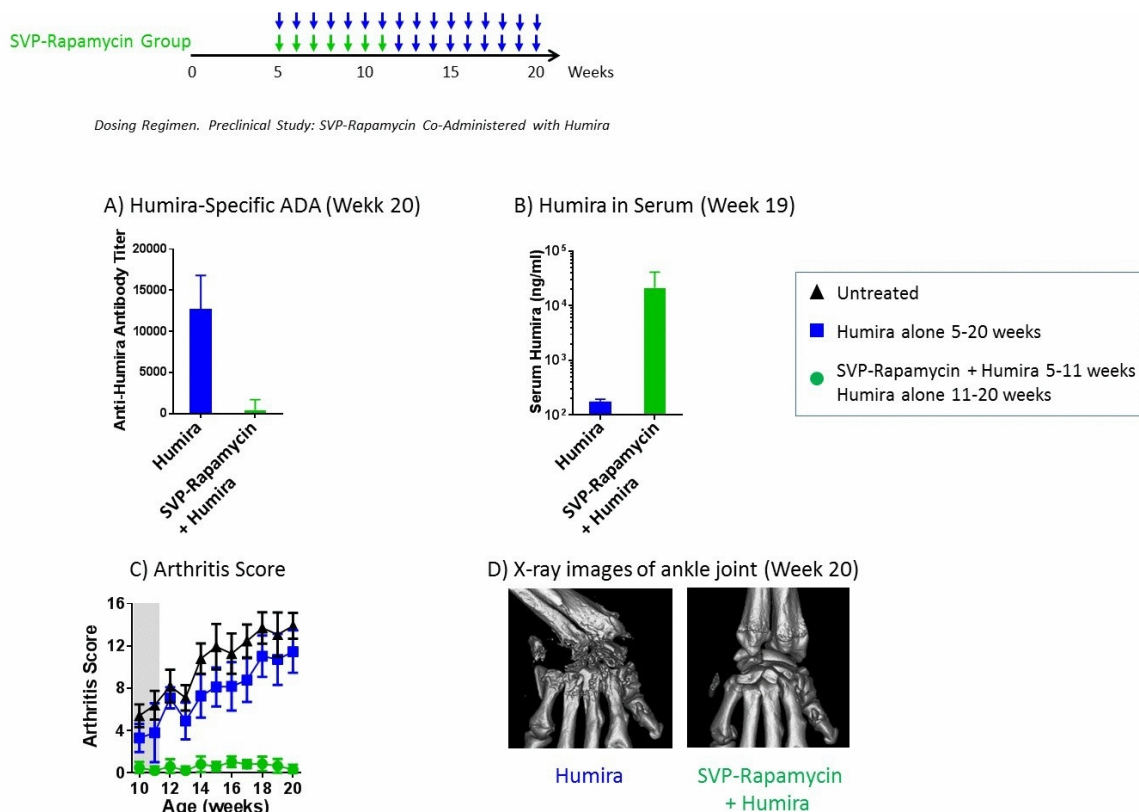 SVP-Rapamycin Group
0 5 10 15 20 Weeks
Dosing Regimen. Preclinical Study: SVP-Rapamycin Co-Administered with Humira
A) Humira-Specific ADA (Wekk 20)
Anti-Humira Antibody Titer
20000
15000
10000
5000
0
Humira
SVP-Rapamycin
+ Humira
B) Humira in Serum (Week 19)
Serum Humira (ng/ml)
10⁵
10⁴
10³
10²
Humira
SVP-Rapamycin
+ Humira
Untreated
Humira alone 5-20 weeks
SVP-Rapamycin + Humira 5-11 weeks
Humira alone 11-20 weeks
C) Arthritis Score
Arthritis Score
16
12
8
4
0
10 12 14 16 18 20
Age (weeks)
D) X-ray images of ankle joint (Week 20)
Humira
SVP-Rapamycin
+ Humira